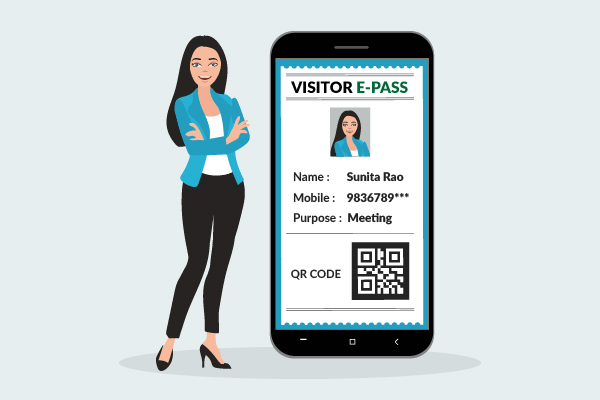 VISITOR E-PASS
Name : Sunita Rao
Mobile : 9836789***
Purpose : Meeting
QR CODE